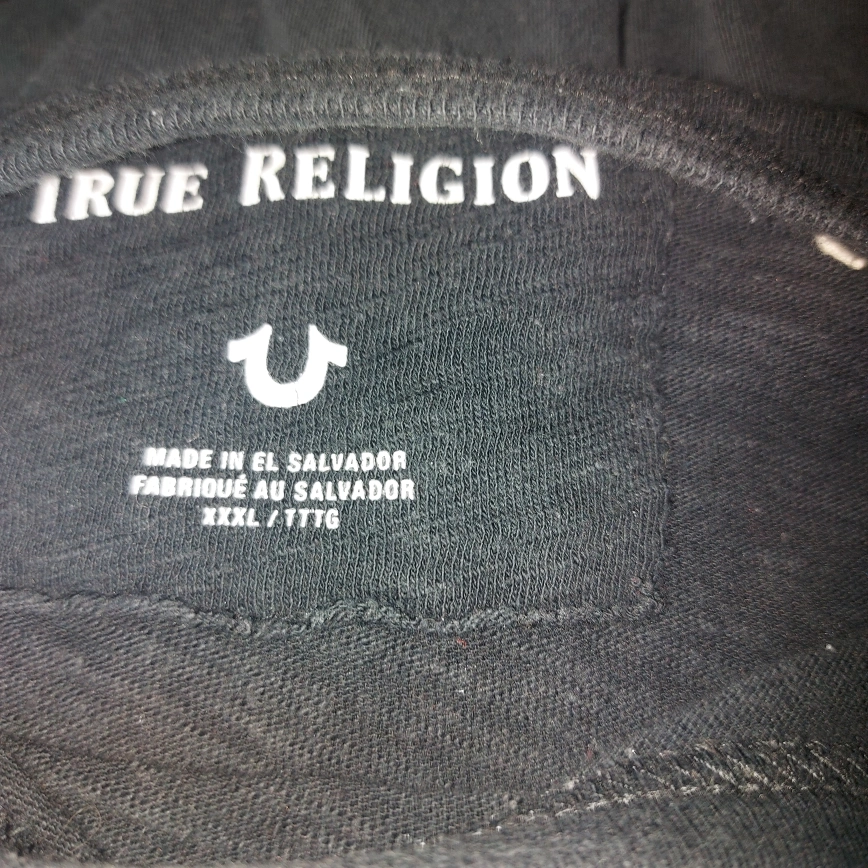 TRUE RELIGION
MADE IN EL SALVADOR
FABRIQUÉ AU SALVADOR
XXXL / TTTG